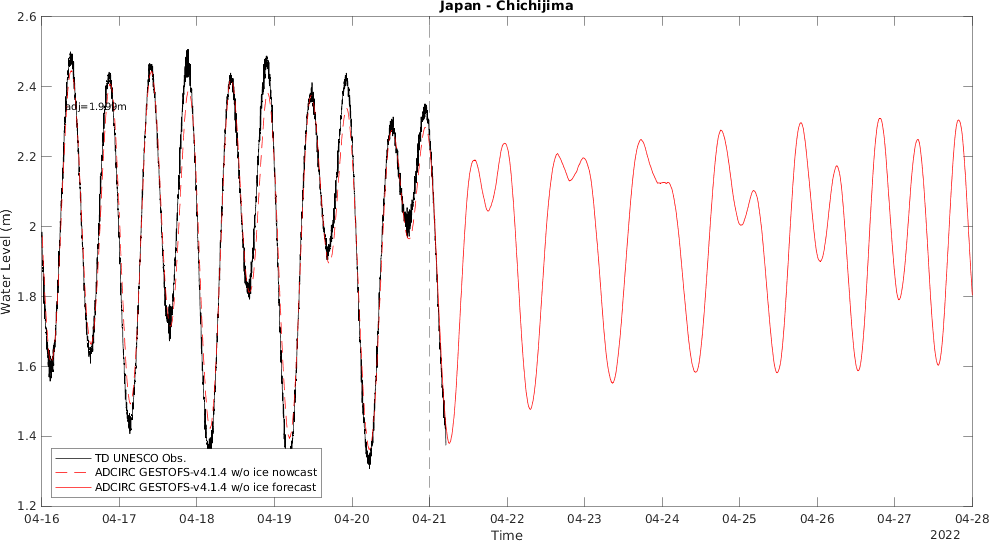 Japan - Chichijima
2.6
2.4
2.2
2
1.8
1.6
1.4
1.2
Water Level (m)
adj=1.999m
TD UNESCO Obs.
ADCIRC GESTOFS-v4.1.4 w/o ice nowcast
ADCIRC GESTOFS-v4.1.4 w/o ice forecast
04-16 04-17 04-18 04-19 04-20 04-21 04-22 04-23 04-24 04-25 04-26 04-27 04-28
Time
2022